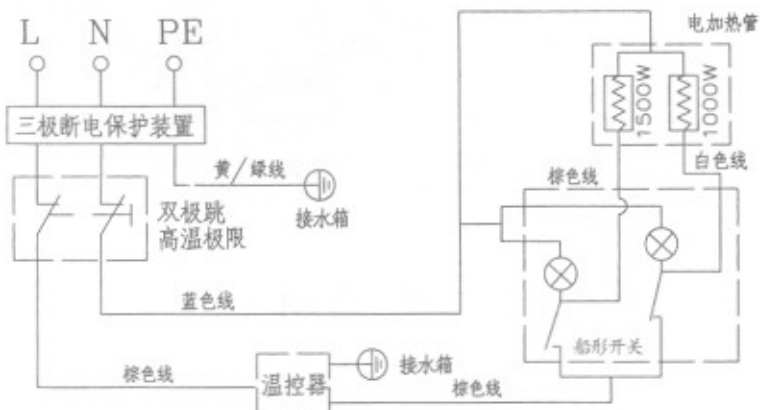 L N PE
电加热管
三极断电保护装置
1500W
1000W
黄/绿线
白色线
棕色线
双极跳
高温极限
接水箱
蓝色线
船形开关
棕色线
温控器
接水箱
棕色线